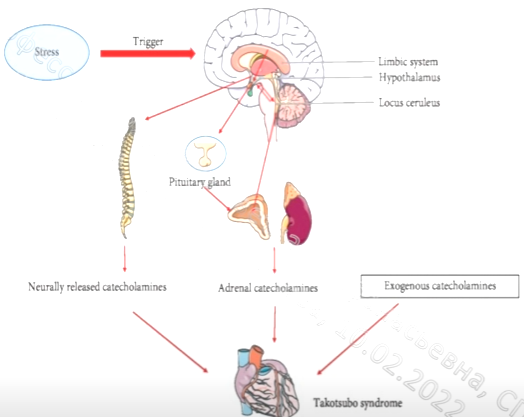 Stress
Trigger
Limbic system
Hypothalamus
Locus ceruleus
Pituitary gland
Neurally released catecholamines
Adrenal catecholamines
Exogenous catecholamines
Takotsubo syndrome